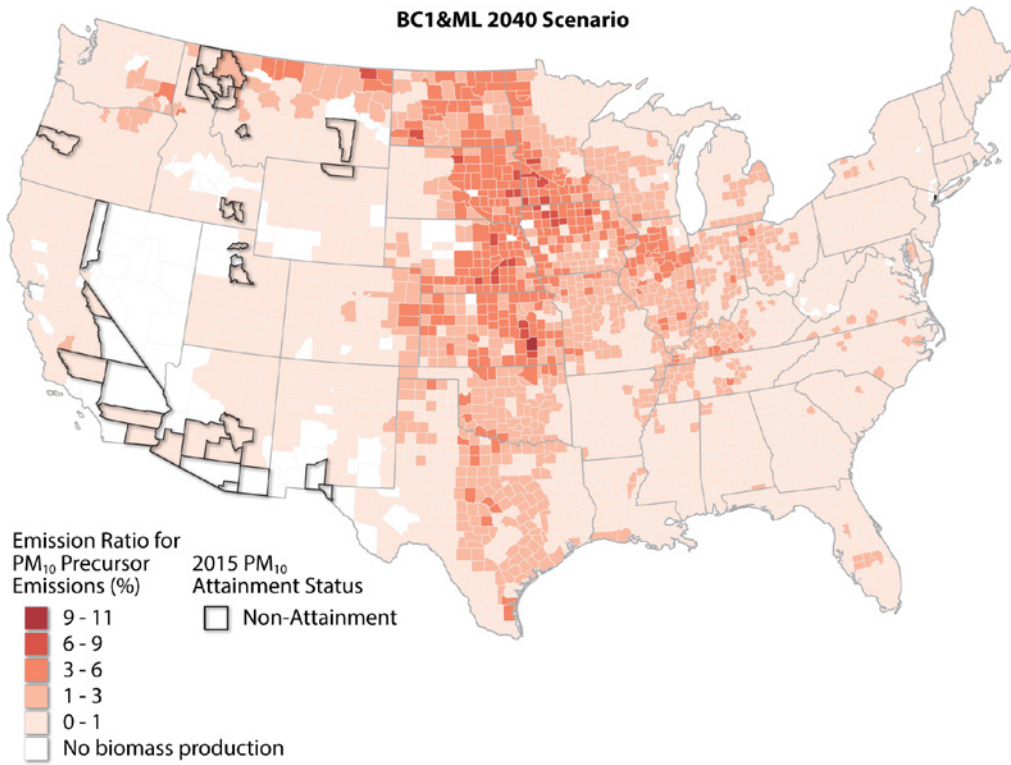 BC1&ML 2040 Scenario
Emission Ratio for
PM₁₀ Precursor
Emissions (%)
9 - 11
6 - 9
3 - 6
1 - 3
0 - 1
No biomass production
2015 PM₁₀
Attainment Status
Non-Attainment